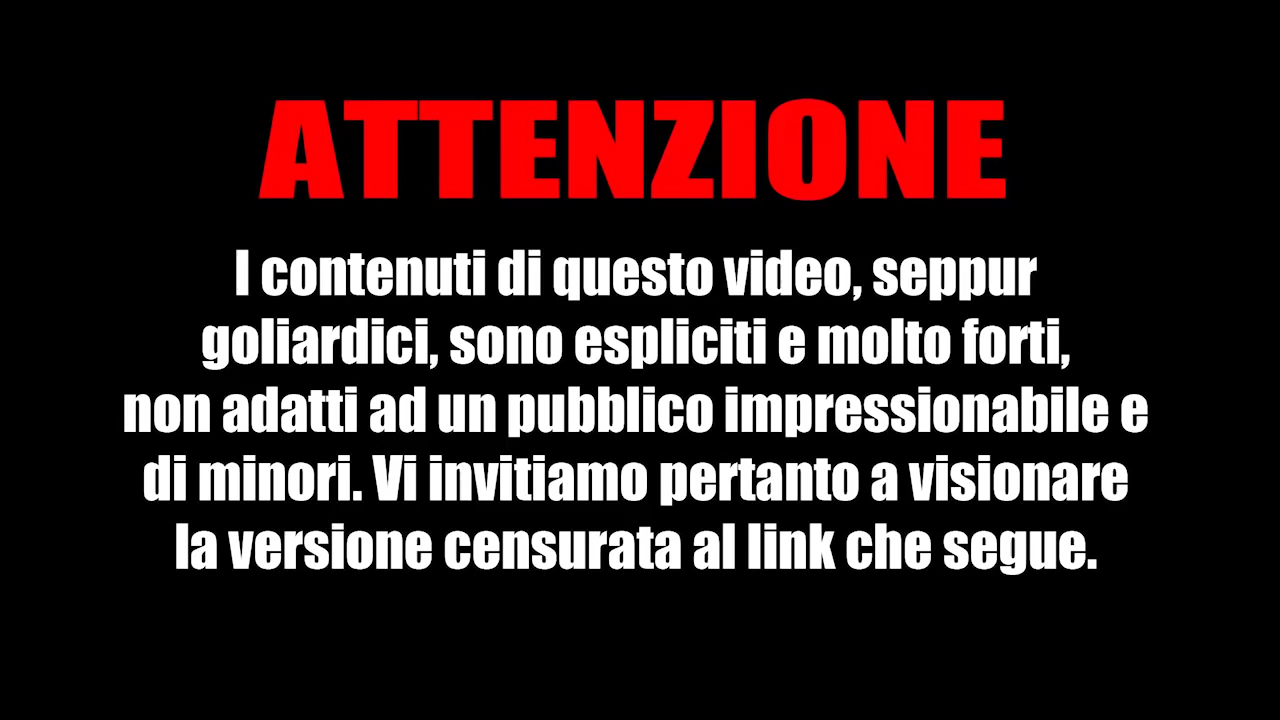 ATTENZIONE
I contenuti di questo video, seppur
goliardici, sono espliciti e molto forti,
non adatti ad un pubblico impressionabile e
di minori. Vi invitiamo pertanto a visionare
la versione censurata al link che segue.